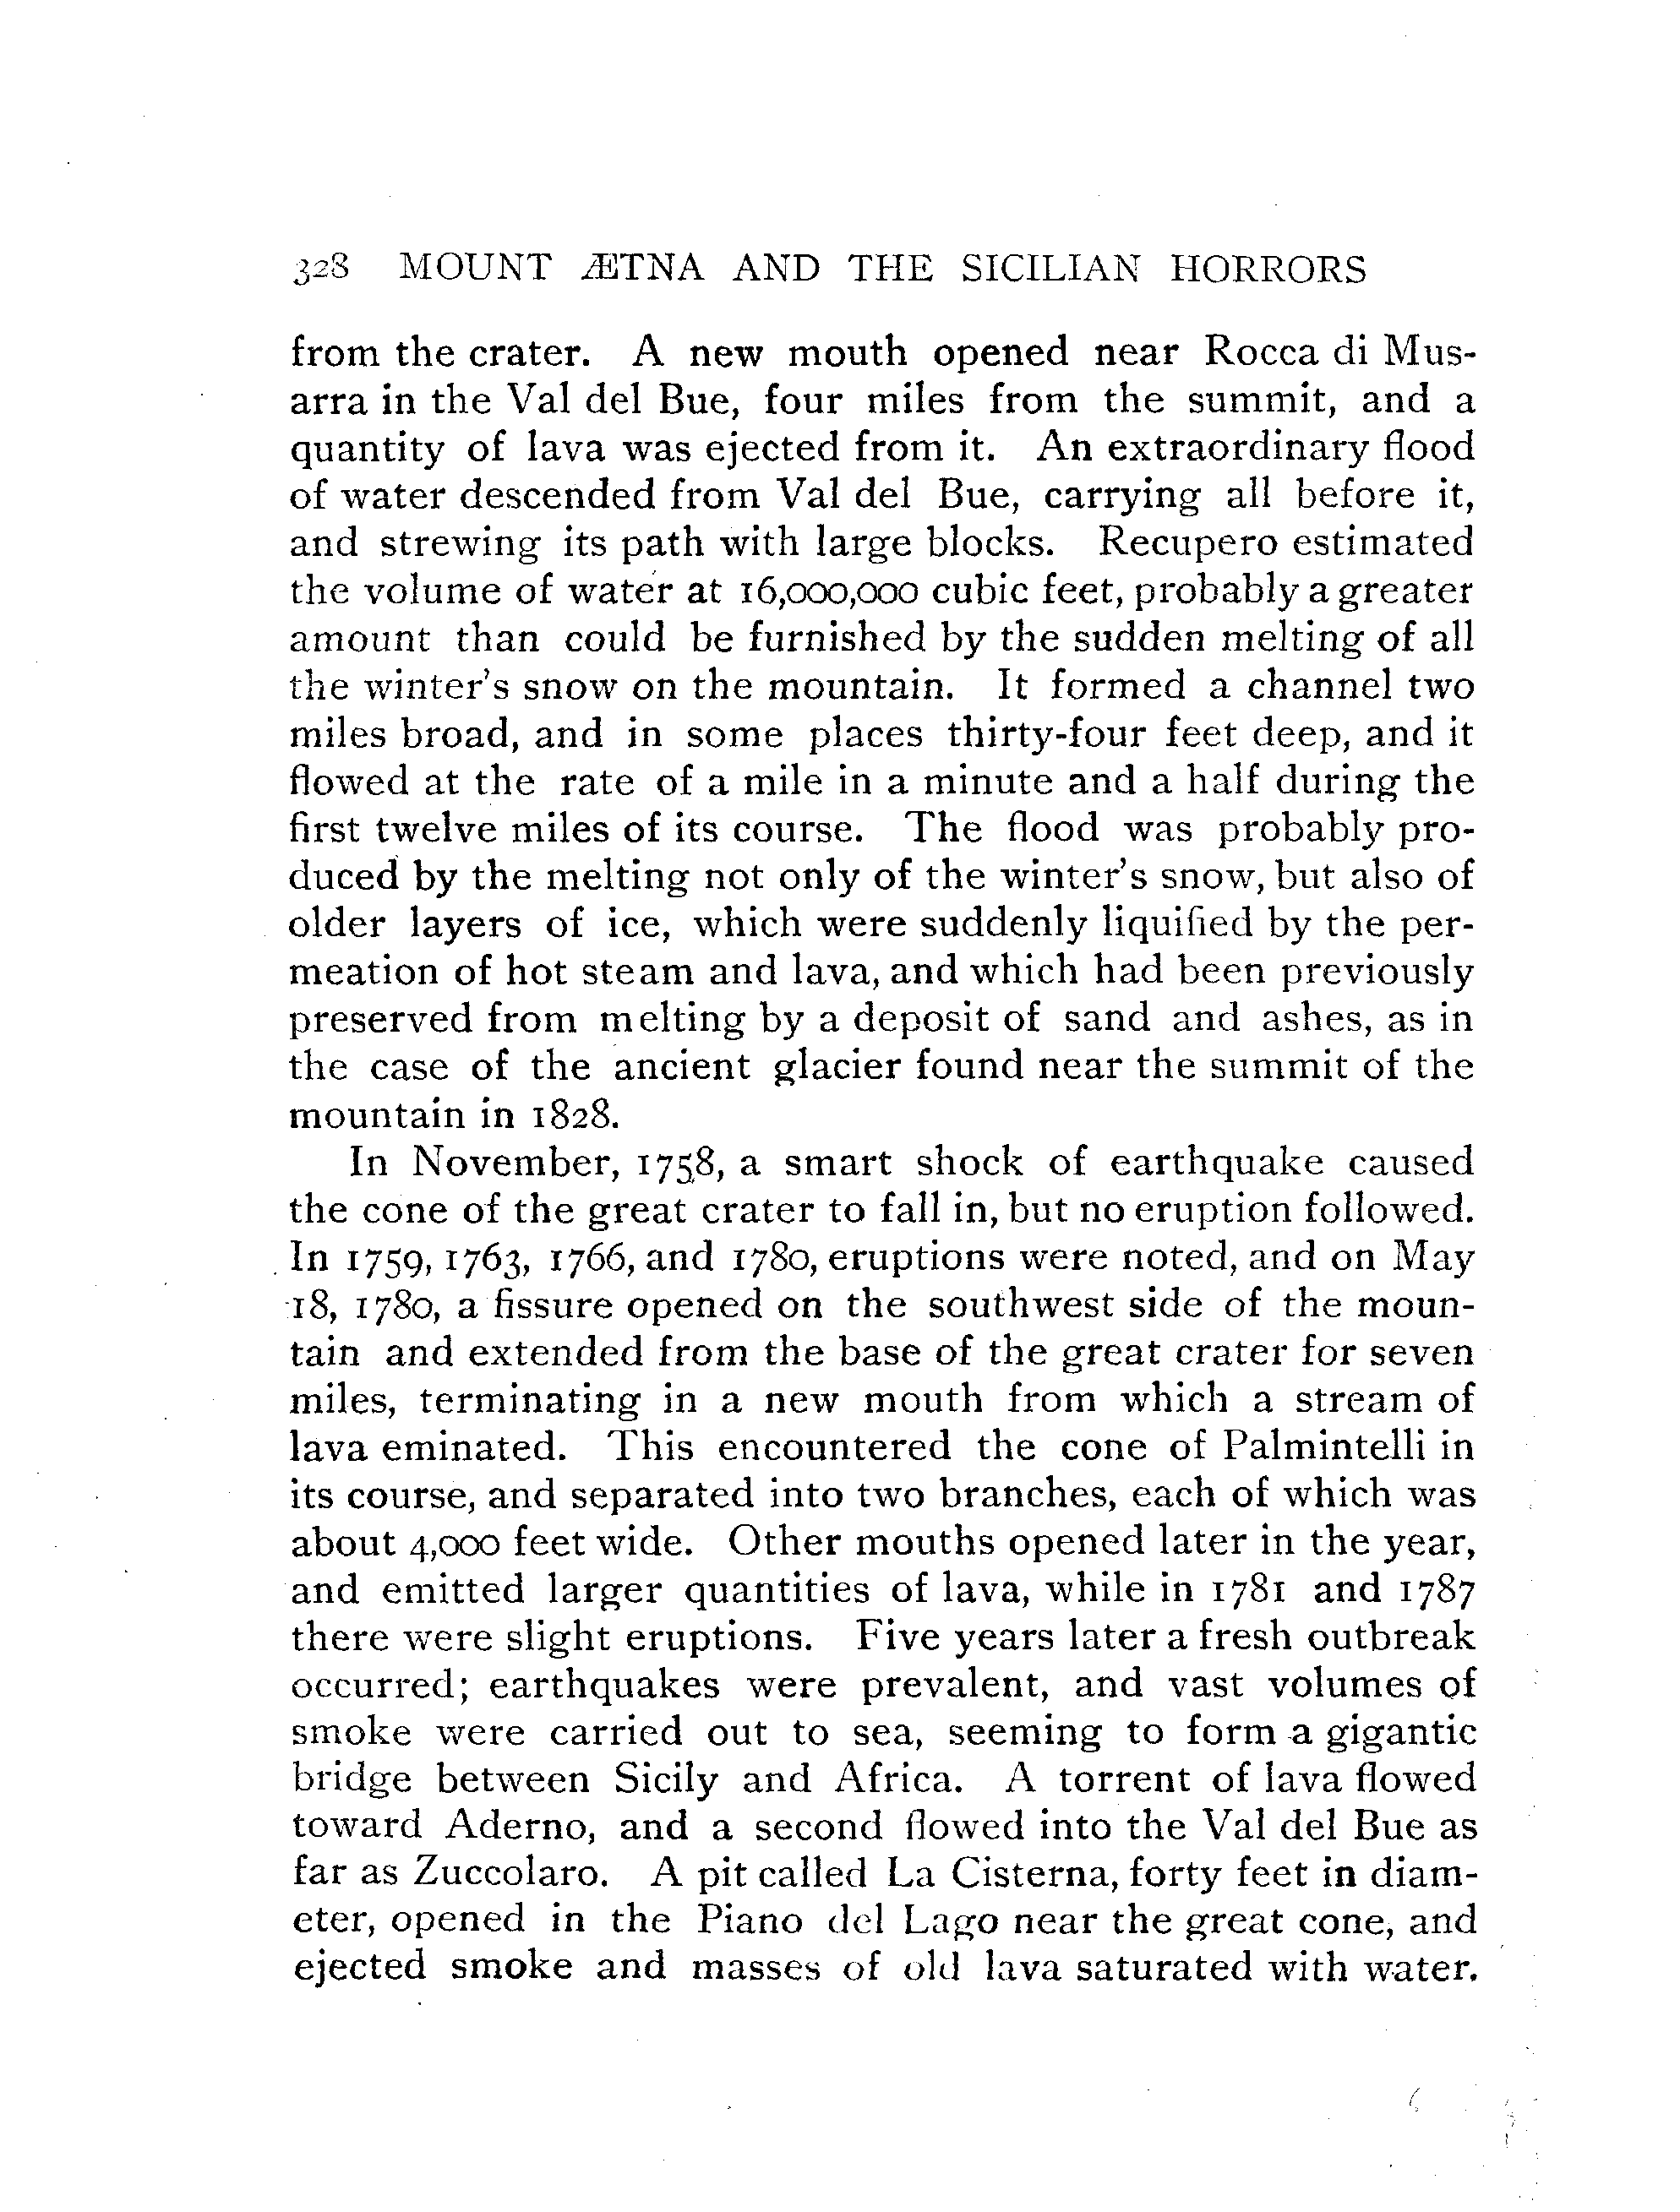 328 MOUNT ÆTNA AND THE SICILIAN HORRORS
from the crater. A new mouth opened near Rocca di Mus-
arra in the Val del Bue, four miles from the summit, and a
quantity of lava was ejected from it. An extraordinary flood
of water descended from Val del Bue, carrying all before it,
and strewing its path with large blocks. Recupero estimated
the volume of water at 16,000,000 cubic feet, probably a greater
amount than could be furnished by the sudden melting of all
the winter's snow on the mountain. It formed a channel two
miles broad, and in some places thirty-four feet deep, and it
flowed at the rate of a mile in a minute and a half during the
first twelve miles of its course. The flood was probably pro-
duced by the melting not only of the winter's snow, but also of
older layers of ice, which were suddenly liquified by the per-
meation of hot steam and lava, and which had been previously
preserved from melting by a deposit of sand and ashes, as in
the case of the ancient glacier found near the summit of the
mountain in 1828.
In November, 1758, a smart shock of earthquake caused
the cone of the great crater to fall in, but no eruption followed.
In 1759, 1763, 1766, and 1780, eruptions were noted, and on May
18, 1780, a fissure opened on the southwest side of the moun-
tain and extended from the base of the great crater for seven
miles, terminating in a new mouth from which a stream of
lava eminated. This encountered the cone of Palmintelli in
its course, and separated into two branches, each of which was
about 4,000 feet wide. Other mouths opened later in the year,
and emitted larger quantities of lava, while in 1781 and 1787
there were slight eruptions. Five years later a fresh outbreak
occurred; earthquakes were prevalent, and vast volumes of
smoke were carried out to sea, seeming to form a gigantic
bridge between Sicily and Africa. A torrent of lava flowed
toward Aderno, and a second flowed into the Val del Bue as
far as Zuccolaro. A pit called La Cisterna, forty feet in diam-
eter, opened in the Piano del Lago near the great cone, and
ejected smoke and masses of old lava saturated with water.